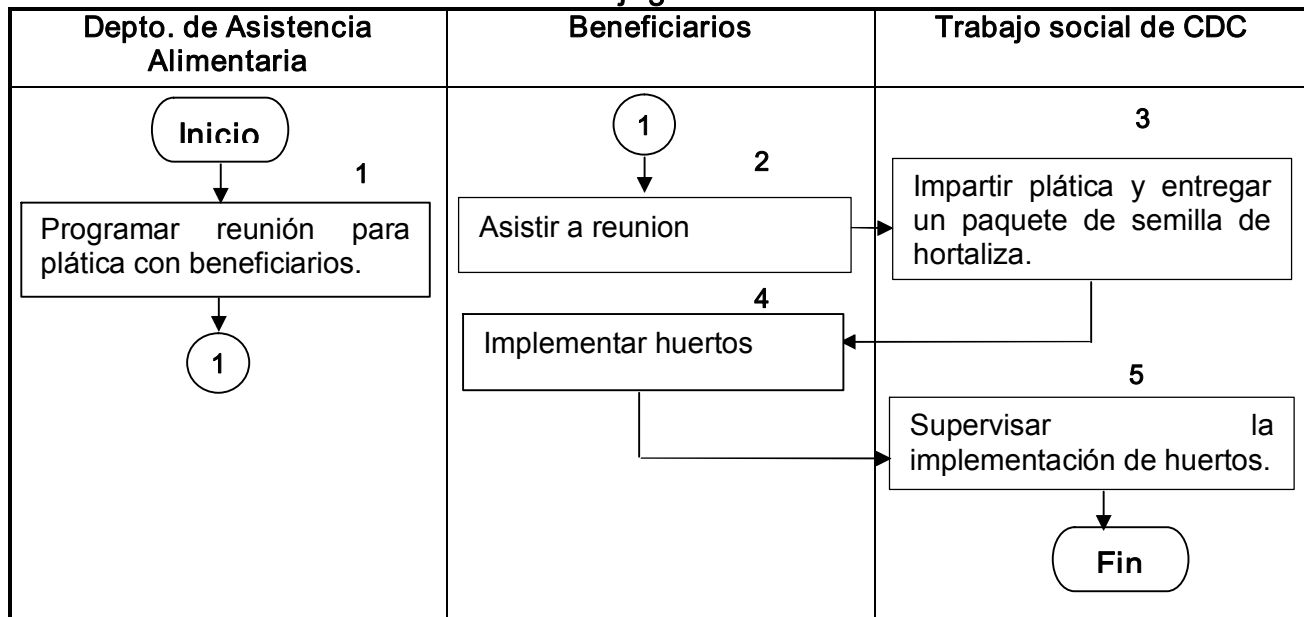 Depto. de Asistencia
Alimentaria
Beneficiarios
Trabajo social de CDC
Inicio
1
Programar reunión para
plática con beneficiarios.
1
1
2
Asistir a reunion
3
Impartir plática y entregar
un paquete de semilla de
hortaliza.
4
Implementar huertos
5
Supervisar la
implementación de huertos.
Fin